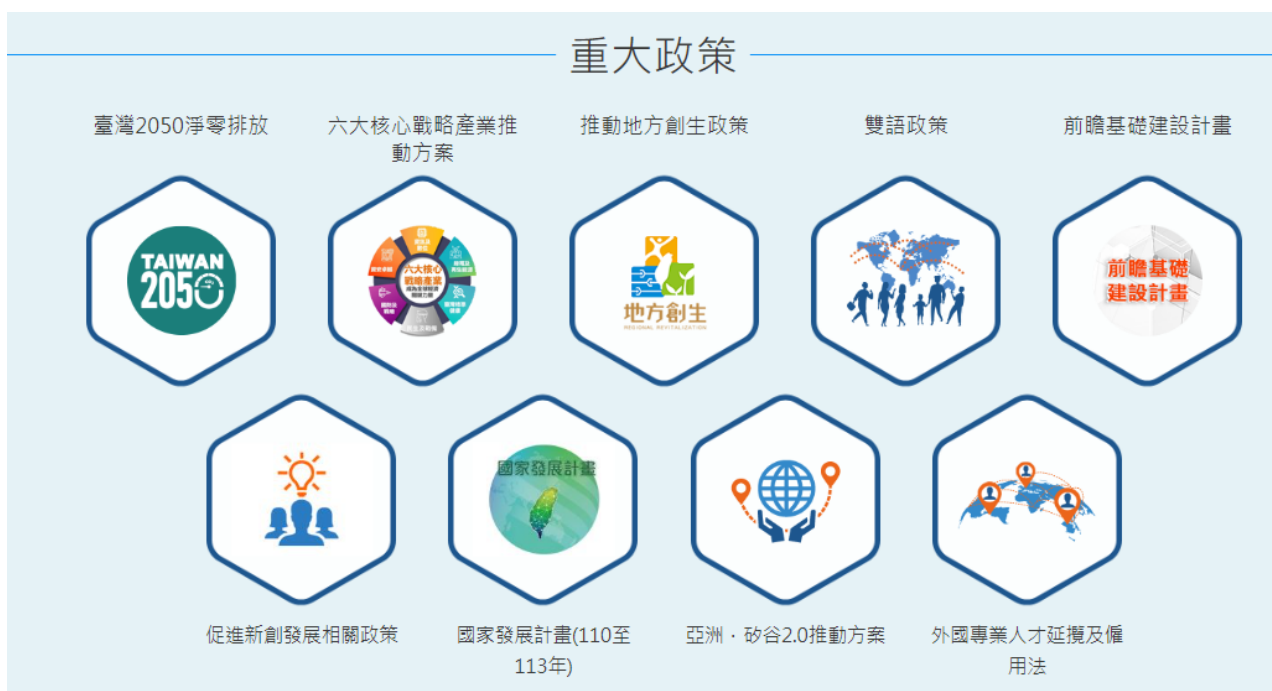 重大政策
臺灣2050淨零排放
六大核心戰略產業推
動方案
推動地方創生政策
雙語政策
前瞻基礎建設計畫
TAIWAN
2050
六大核心
戰略產業
地方創生
REGIONAL REVITALIZATION
前瞻基礎
建設計畫
國家發展計畫
促進新創發展相關政策
國家發展計畫(110至
113年)
亞洲．矽谷2.0推動方案
外國專業人才延攬及僱
用法